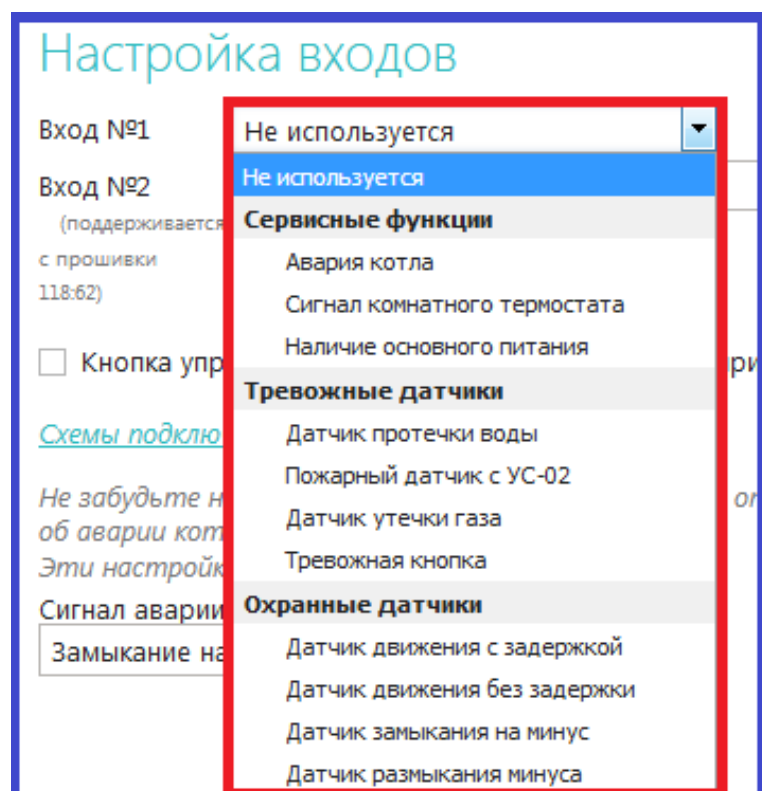 Настройка входов
Вход №1
Не используется
Вход №2
(поддерживается
с прошивки
118:62)
Не используется
Сервисные функции
Авария котла
Сигнал комнатного термостата
Наличие основного питания
Тревожные датчики
Датчик протечки воды
Пожарный датчик с УС-02
Датчик утечки газа
Тревожная кнопка
Охранные датчики
Датчик движения с задержкой
Датчик движения без задержки
Датчик замыкания на минус
Датчик размыкания минуса
Кнопка упр
Схемы подклю
Не забудьте н
об аварии кот
Эти настройк
Сигнал аварии
Замыкание на